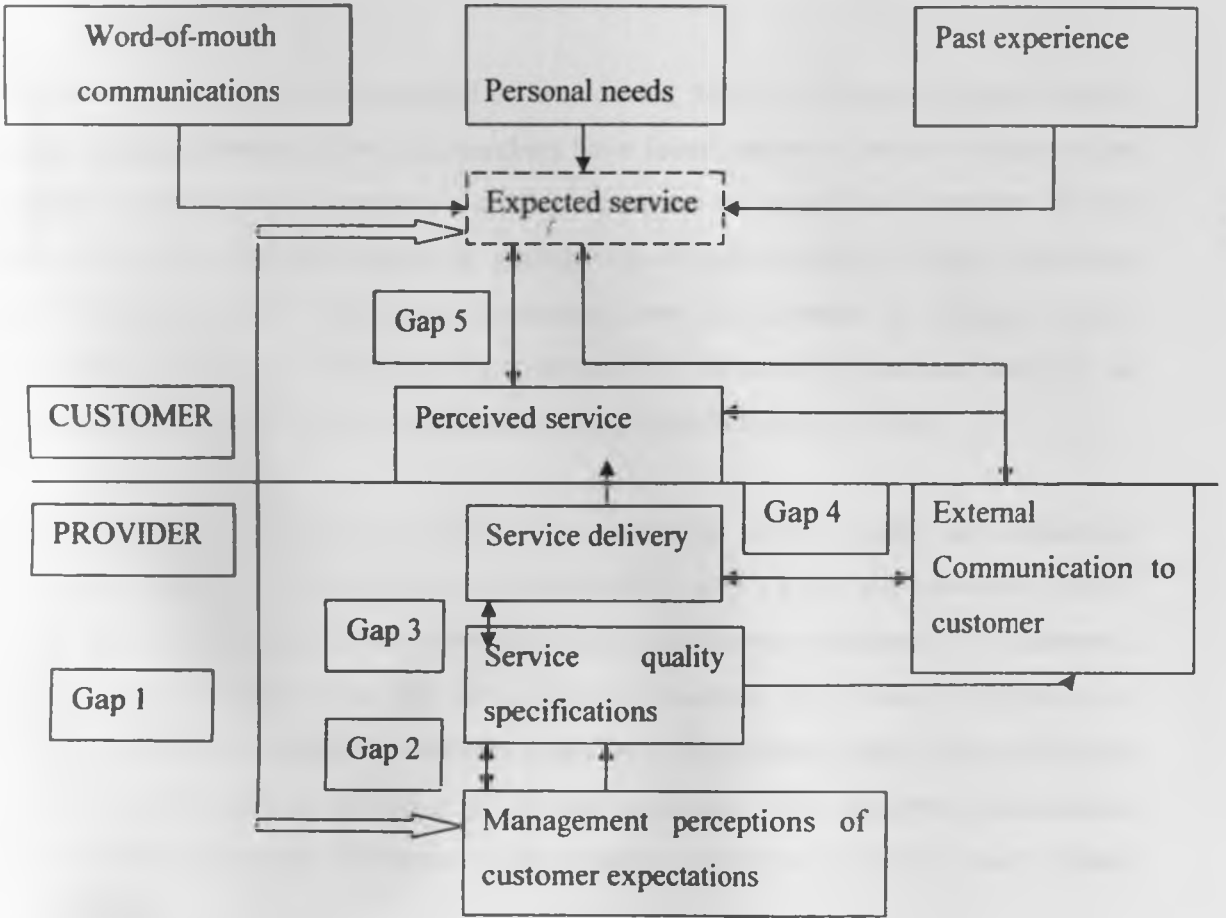 Word-of-mouth
communications
Personal needs
Past experience
Expected service
Gap 5
CUSTOMER
Perceived service
PROVIDER
Service delivery
Gap 4
External
Communication to
customer
Gap 3
Service quality
specifications
Gap 1
Gap 2
Management perceptions of
customer expectations